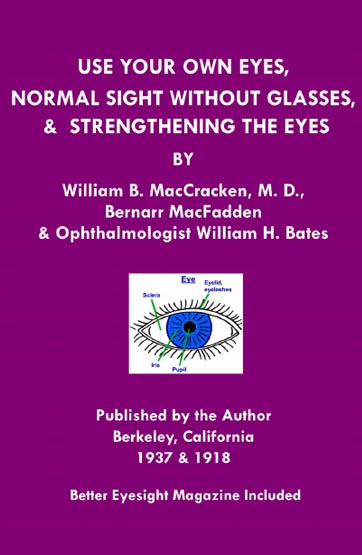 USE YOUR OWN EYES,
NORMAL SIGHT WITHOUT GLASSES,
& STRENGTHENING THE EYES
BY
William B. MacCracken, M. D.,
Bernarr MacFadden
& Ophthalmologist William H. Bates
Eye
Eyelid,
eyelashes
Sclera
Iris
Pupil
Published by the Author
Berkeley, California
1937 & 1918
Better Eyesight Magazine Included